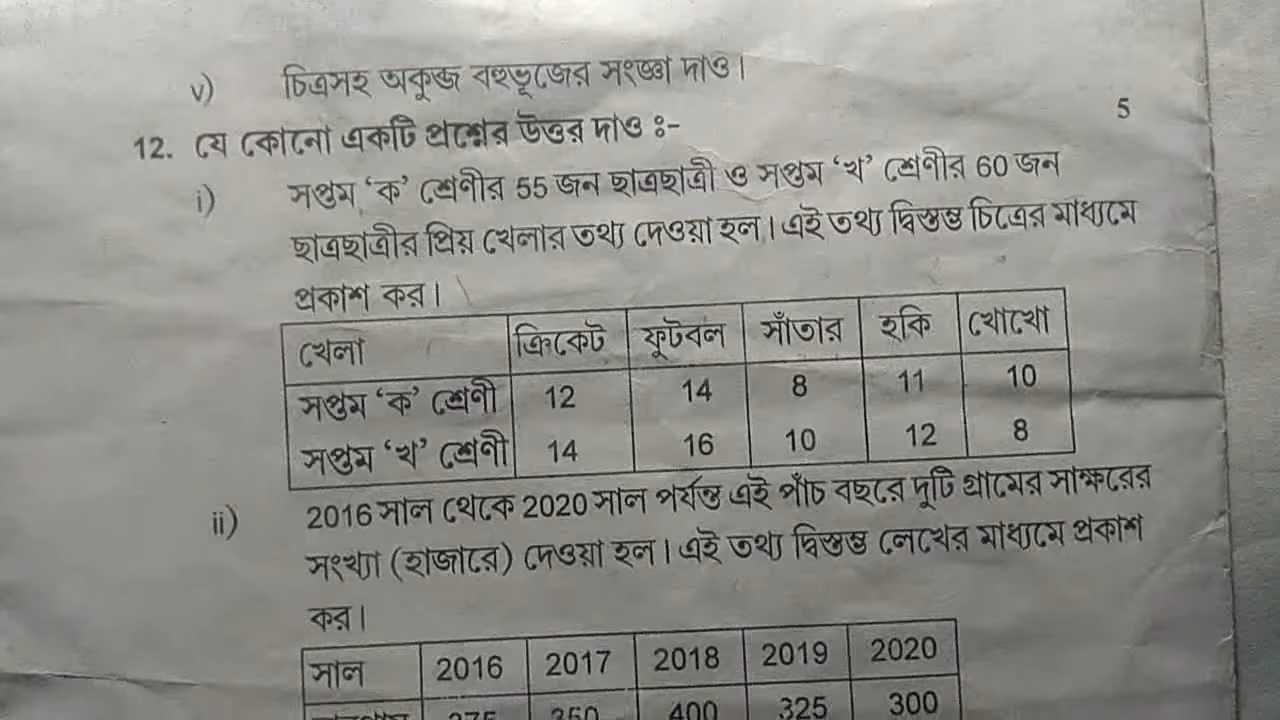 v) চিত্রসহ অকুব্জ বহুভূজের সংজ্ঞা দাও।
12. যে কোনো একটি প্রশ্নের উত্তর দাও ঃ- 5
i) সপ্তম ‘ক’ শ্রেণীর 55 জন ছাত্রছাত্রী ও সপ্তম ‘খ’ শ্রেণীর 60 জন
ছাত্রছাত্রীর প্রিয় খেলার তথ্য দেওয়া হল। এই তথ্য দ্বিস্তম্ভ চিত্রের মাধ্যমে
প্রকাশ কর।
খেলা ক্রিকেট ফুটবল সাঁতার হকি খোখো
সপ্তম ‘ক’ শ্রেণী 12 14 8 11 10
সপ্তম ‘খ’ শ্রেণী 14 16 10 12 8
ii) 2016 সাল থেকে 2020 সাল পর্যন্ত এই পাঁচ বছরে দুটি গ্রামের সাক্ষরের
সংখ্যা (হাজারে) দেওয়া হল। এই তথ্য দ্বিস্তম্ভ লেখের মাধ্যমে প্রকাশ
কর।
সাল 2016 2017 2018 2019 2020
400 325 300